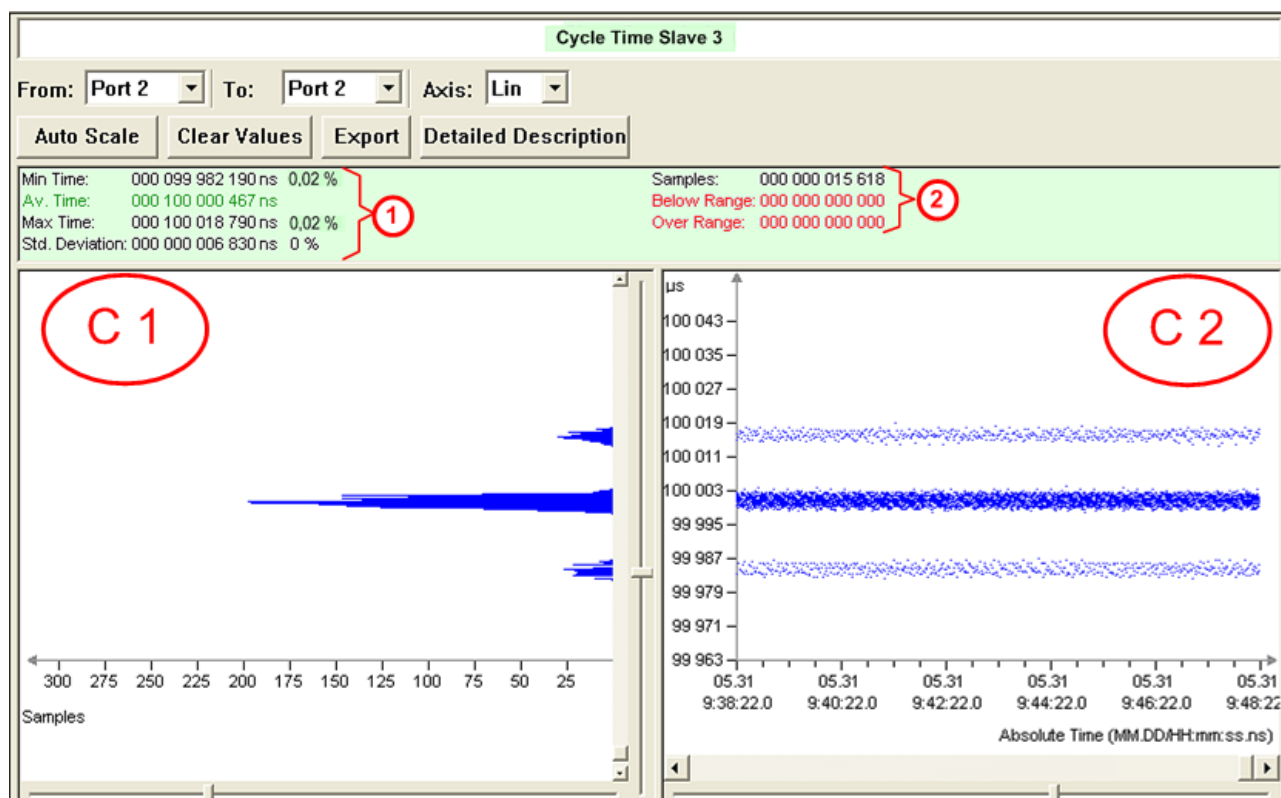 Cycle Time Slave 3
From: Port 2 To: Port 2 Axis: Lin
Auto Scale Clear Values Export Detailed Description
Min Time: 000 099 982 190 ns 0,02 %
Av. Time: 000 100 000 467 ns
Max Time: 000 100 018 790 ns 0,02 %
Std. Deviation: 000 000 006 830 ns 0 %
1
Samples: 000 000 015 618
Below Range: 000 000 000 000
Over Range: 000 000 000 000
2
C 1
300 275 250 225 200 175 150 125 100 75 50 25
Samples
C 2
µs
100 043
100 035
100 027
100 019
100 011
100 003
99 995
99 987
99 979
99 971
99 963
05.31 05.31 05.31 05.31 05.31 05.31
9:38:22.0 9:40:22.0 9:42:22.0 9:44:22.0 9:46:22.0 9:48:22
Absolute Time (MM.DD/HH:mm:ss.ns)